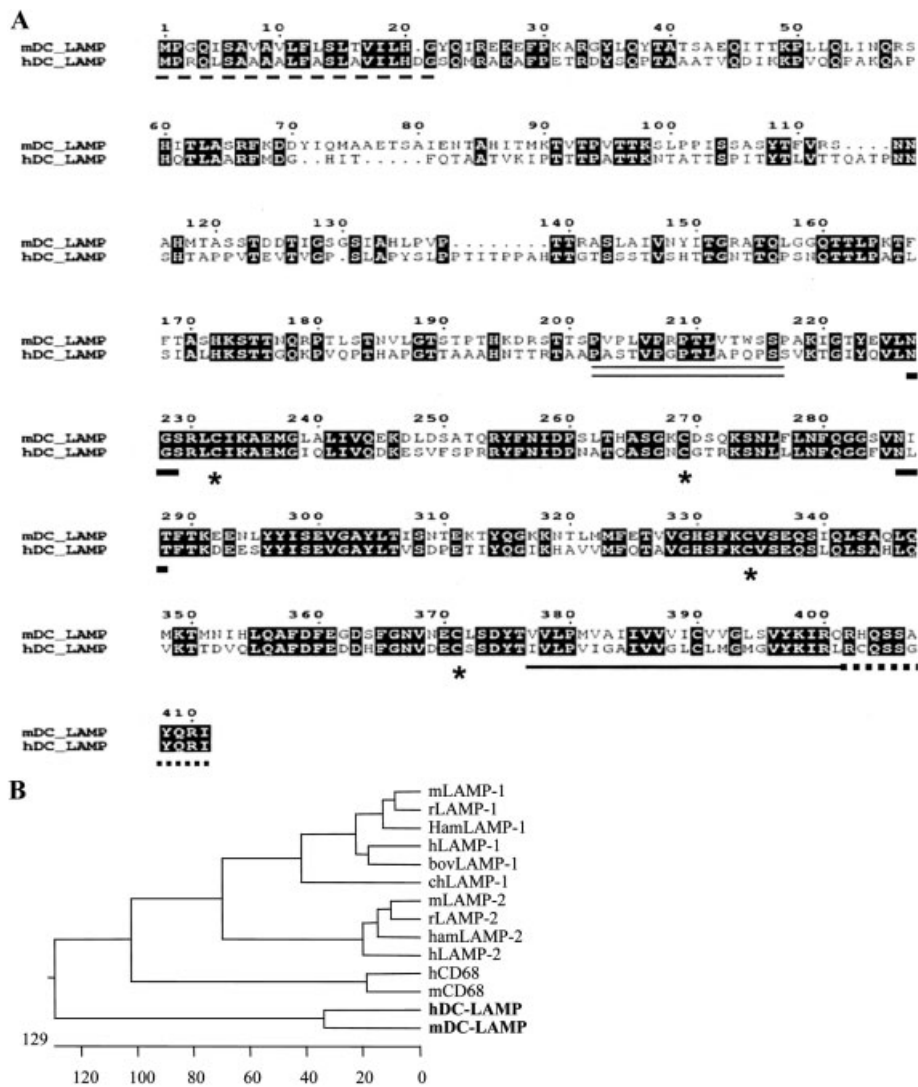 A
1 10 20 30 40 50
mDC_LAMP MPGQISAVAVLFLSLTVILH.GYQIREKEFPKARGYLQYTATSAEQITTKPLLQLINQRS
hDC_LAMP MPRQLSAAAALFASLAVILHDGSQMRAKAFPETRDYSQPTAAATVQDIKKPVQQPAKQAP
60 70 80 90 100 110
mDC_LAMP HITLASRFKDDYIQMAAETSAIENTAHITMKTVTPVTTKSLPPISSASYTFVRS....NN
hDC_LAMP HQTLAARFMDG..HIT.....FQTAATVKIPTTTPATTKNTATTSPITYTLVTTQATPNN
120 130 140 150 160
mDC_LAMP AHMTASSTDDTIGSGSIAHLPVP........TTRASLAIVNYITGRATQLGGQTTLPKTF
hDC_LAMP SHTAPPVTEVTVGP.SLAPYSLPPTITPPAHTTGTSSSTVSHTTGNTTQPSNQTTLPATL
170 180 190 200 210 220
mDC_LAMP FTASHKSTTNQRPTLSTNVLGTSTPTHKDRSTTSPVPLVPRPTLVTWSSPAKIGTYEVLN
hDC_LAMP SIALHKSTTGQKPVQPTHAPGTTAAAHNTTRTAAPASTVPGPTLAPQPSSVKTGIYQVLN
230 240 250 260 270 280
mDC_LAMP GSRLCIKAEMGLALIVQEKDLDSATQRYFNIDPSLTHASGKCDSQKSNLFLNFQGGSVNI
hDC_LAMP GSRLCIKAEMGIQLIVQDKESVFSPRRYFNIDPNATQASGNCGTRKSNLLLNFQGGFVNL
* *
290 300 310 320 330 340
mDC_LAMP TFTKEENLYYISEVGAYLTISNTEKTYQGKKNTLMMFETVVGHSFKCVSEQSIQLSAQLQ
hDC_LAMP TFTKDEESYYISEVGAYLTVSDPETIYQGIKHAVVMFQTAVGHSFKCVSEQSLQLSAHLQ
*
350 360 370 380 390 400
mDC_LAMP MKTMNIHLQAFDFEGDSFGNVNECLSDYTVVLPMVAIIVVVICVVGLSVYKIRQRHQSSA
hDC_LAMP VKTTDVQLQAFDFEDDHFGNVDECSSDYTIVLPVIGAIVVGLCLMGMGVYKIRLRCQSSG
*
410
mDC_LAMP YQRI
hDC_LAMP YQRI
B
mLAMP-1
rLAMP-1
HamLAMP-1
hLAMP-1
bovLAMP-1
chLAMP-1
mLAMP-2
rLAMP-2
hamLAMP-2
hLAMP-2
hCD68
mCD68
hDC-LAMP
mDC-LAMP
129
120 100 80 60 40 20 0